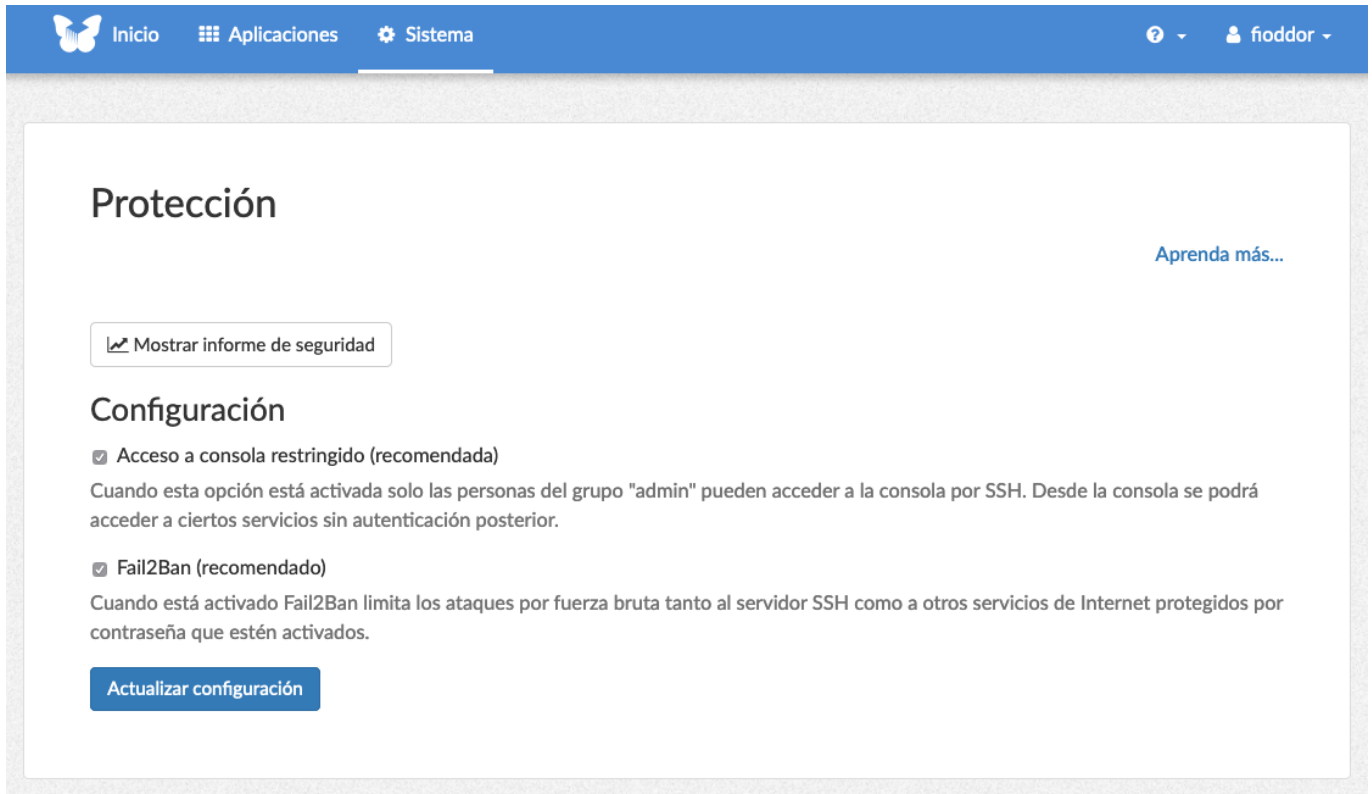 Inicio Aplicaciones Sistema fioddor
Protección
Aprenda más...
Mostrar informe de seguridad
Configuración
Acceso a consola restringido (recomendada)
Cuando esta opción está activada solo las personas del grupo "admin" pueden acceder a la consola por SSH. Desde la consola se podrá
acceder a ciertos servicios sin autenticación posterior.
Fail2Ban (recomendado)
Cuando está activado Fail2Ban limita los ataques por fuerza bruta tanto al servidor SSH como a otros servicios de Internet protegidos por
contraseña que estén activados.
Actualizar configuración